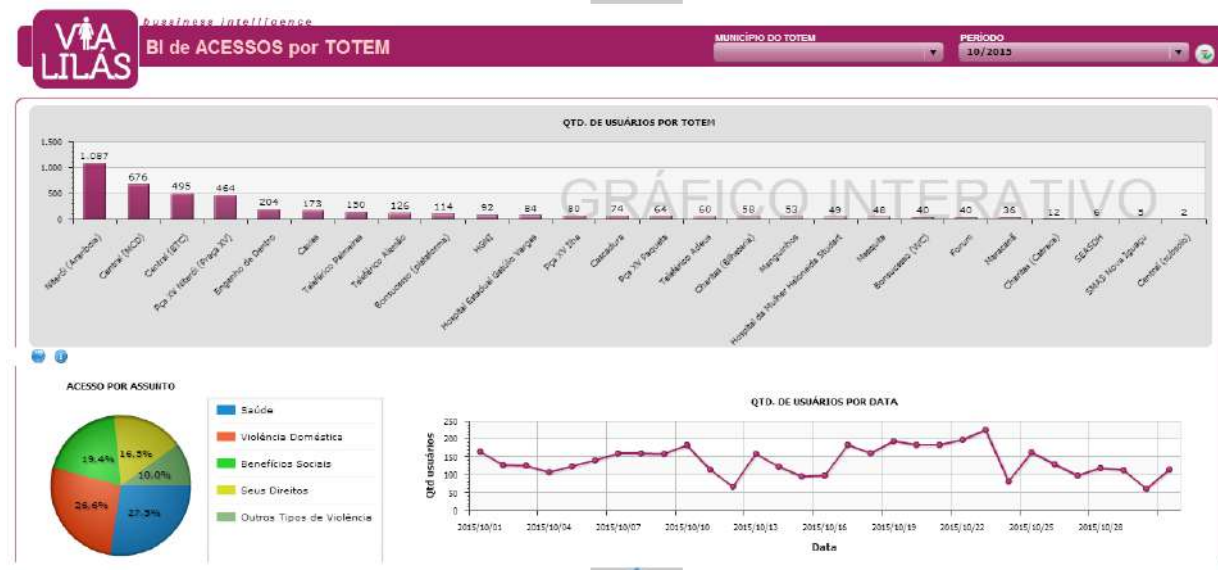 bussiness intelligence
VIA
LILÁS
BI de ACESSOS por TOTEM
MUNICÍPIO DO TOTEM
PERÍODO
10/2015
QTD. DE USUÁRIOS POR TOTEM
1.500
1.000
500
0
1.087
676
495
464
204
173
150
126
114
92
84
80
74
64
60
58
53
49
48
40
40
36
12
6
5
2
GRÁFICO INTERATIVO
Niterói (Arariboia)
Central (MCD)
Central (BTC)
Pça XV Niterói (Praça XV)
Engenho de Dentro
Caxias
Teleférico Palmeiras
Teleférico Alemão
Bonsucesso (plataforma)
HGNI
Hospital Estadual Getúlio Vargas
Pça XV Ilha
Cascadura
Pça XV Paquetá
Teleférico Adeus
Charitas (Bilheteria)
Manguinhos
Hospital da Mulher Heloneida Studart
Mesquita
Bonsucesso (VVC)
Forum
Maracanã
Charitas (Catraca)
SEASDH
SMAS Nova Iguaçu
Central (subsolo)
ACESSO POR ASSUNTO
19,4%
16,5%
10,0%
26,6%
27,5%
Saúde
Violência Doméstica
Benefícios Sociais
Seus Direitos
Outros Tipos de Violência
QTD. DE USUÁRIOS POR DATA
Qtd usuários
250
200
150
100
50
0
2015/10/01
2015/10/04
2015/10/07
2015/10/10
2015/10/13
2015/10/16
2015/10/19
2015/10/22
2015/10/25
2015/10/28
Data